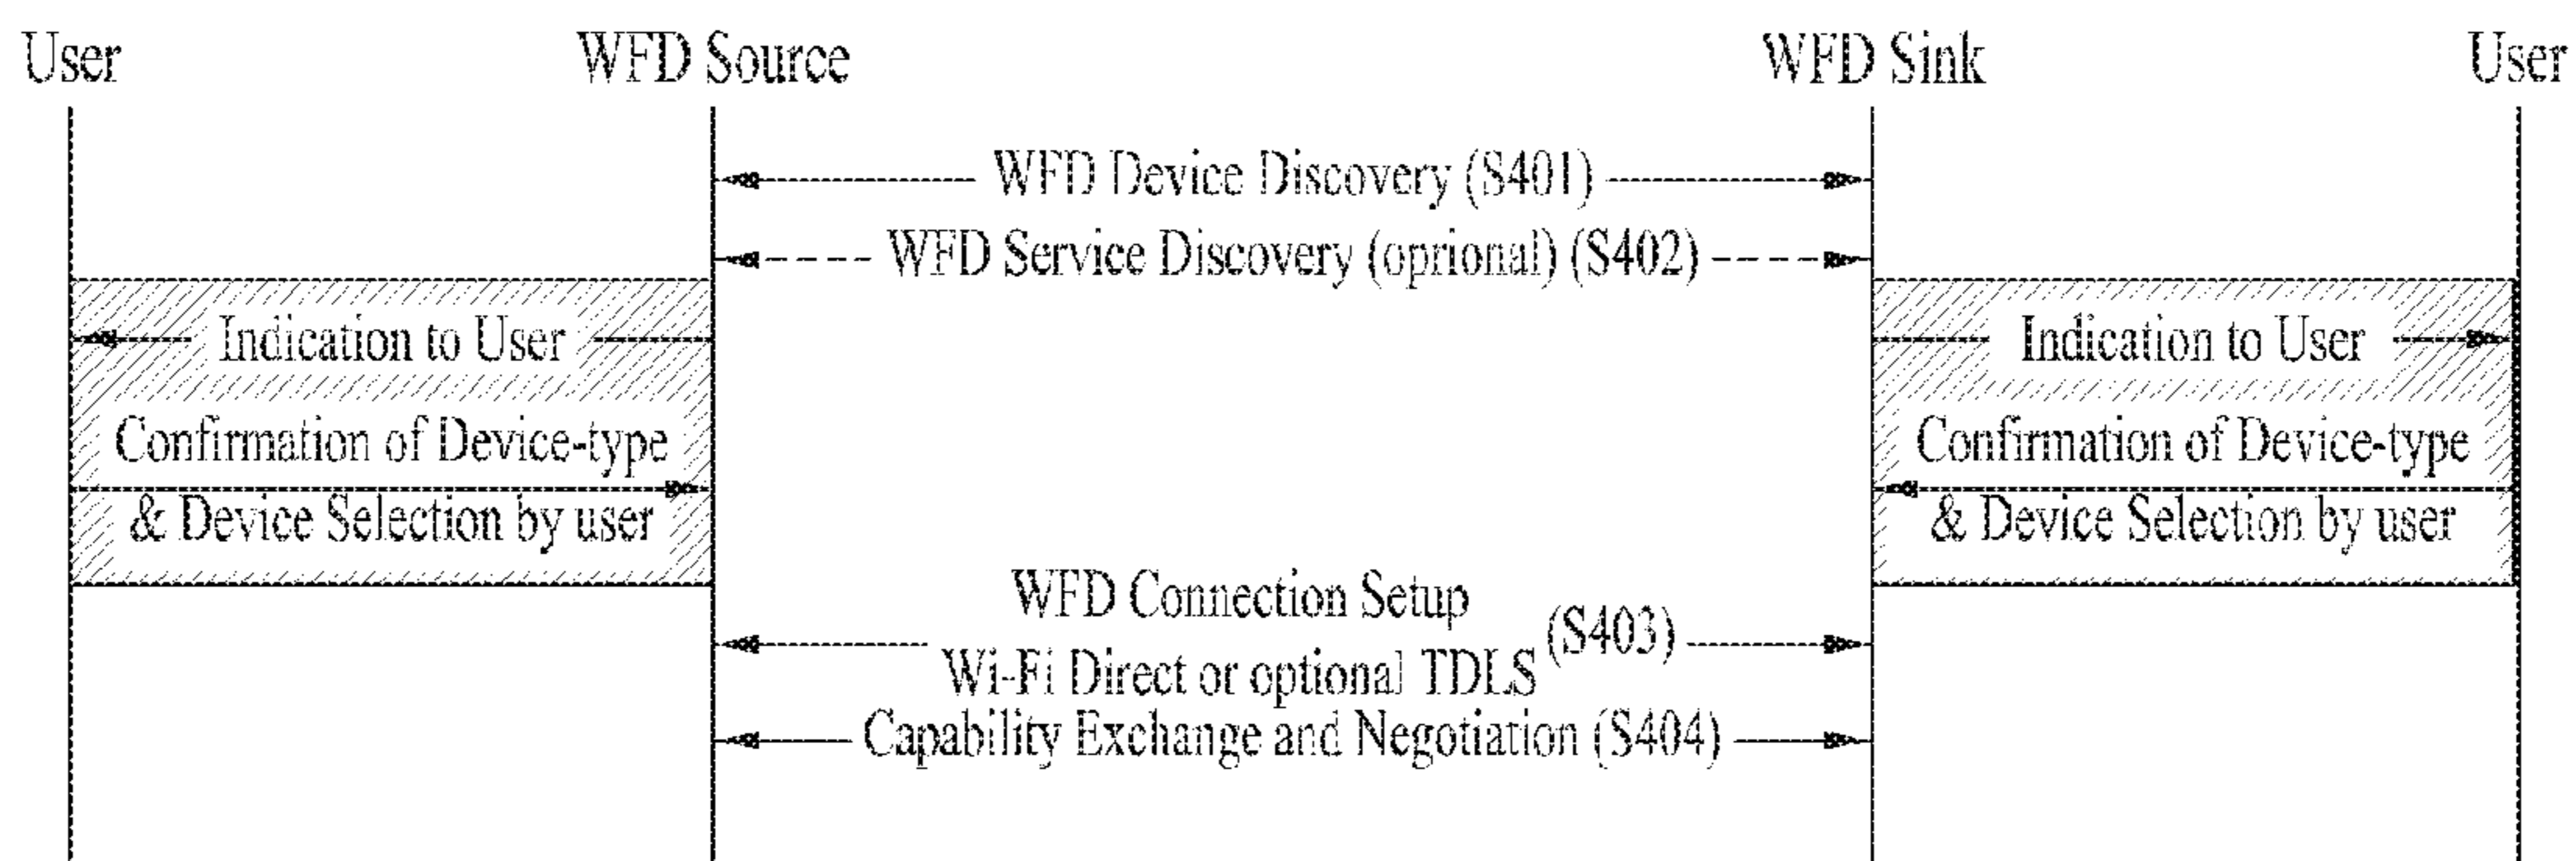 User
WFD Source
WFD Sink
User
WFD Device Discovery (S401)
WFD Service Discovery (oprional) (S402)
Indication to User
Indication to User
Confirmation of Device-type
& Device Selection by user
Confirmation of Device-type
& Device Selection by user
WFD Connection Setup
(S403)
Wi-Fi Direct or optional TDLS
Capability Exchange and Negotiation (S404)